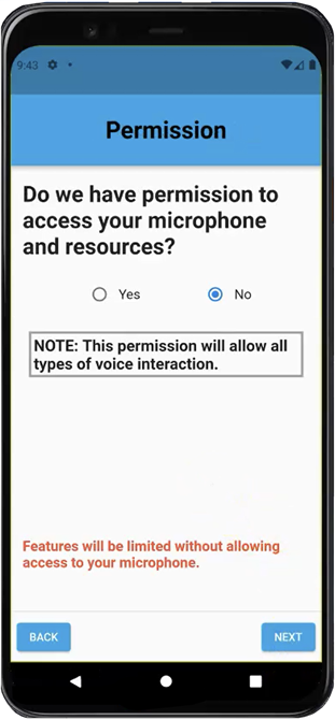 9:43
Permission
Do we have permission to
access your microphone
and resources?
Yes No
NOTE: This permission will allow all
types of voice interaction.
Features will be limited without allowing
access to your microphone.
BACK NEXT